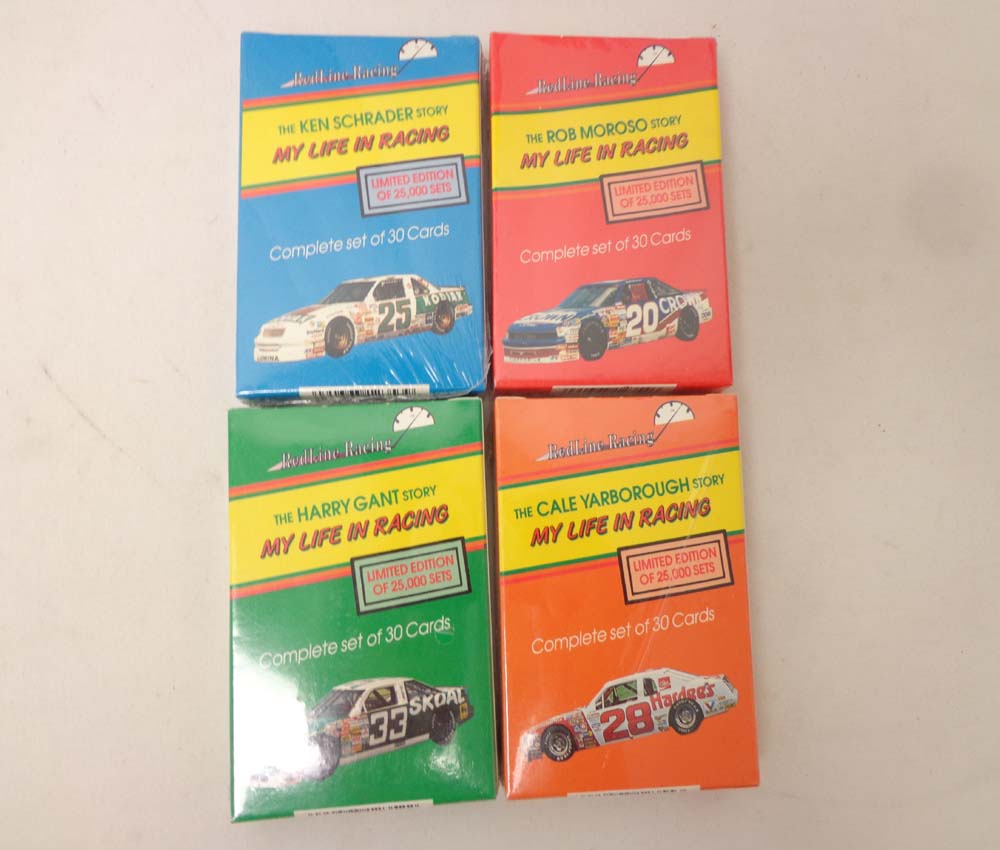 RedLine Racing
THE KEN SCHRADER STORY
MY LIFE IN RACING
LIMITED EDITION
OF 25,000 SETS
Complete set of 30 Cards
25
KODIAK
LUMINA
RedLine Racing
THE ROB MOROSO STORY
MY LIFE IN RACING
LIMITED EDITION
OF 25,000 SETS
Complete set of 30 Cards
CROWN
20
CROWN
RedLine Racing
THE HARRY GANT STORY
MY LIFE IN RACING
LIMITED EDITION
OF 25,000 SETS
Complete set of 30 Cards
33
SKOAL
RedLine Racing
THE CALE YARBOROUGH STORY
MY LIFE IN RACING
LIMITED EDITION
OF 25,000 SETS
Complete set of 30 Cards
28
Hardee's